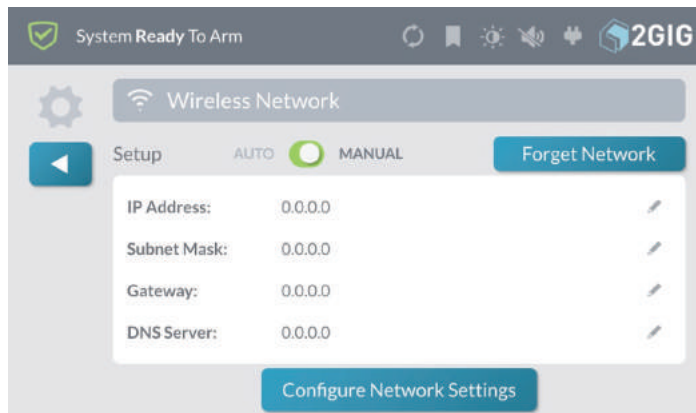 System Ready To Arm
2GIG
Wireless Network
Setup AUTO MANUAL Forget Network
IP Address: 0.0.0.0
Subnet Mask: 0.0.0.0
Gateway: 0.0.0.0
DNS Server: 0.0.0.0
Configure Network Settings